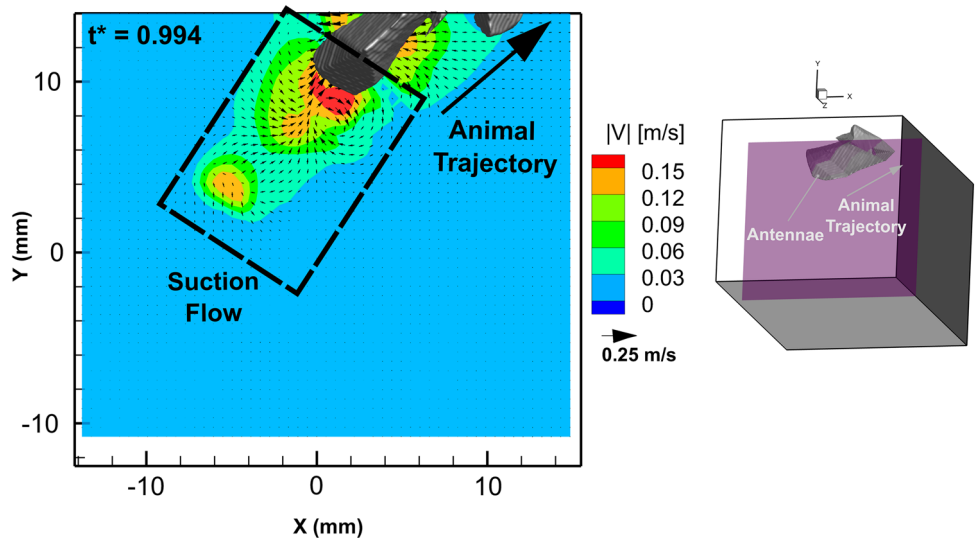 t* = 0.994
10
0
-10
Y (mm)
-10
0
10
X (mm)
Animal
Trajectory
Suction
Flow
|V| [m/s]
0.15
0.12
0.09
0.06
0.03
0
0.25 m/s
Y
X
Z
Animal
Trajectory
Antennae